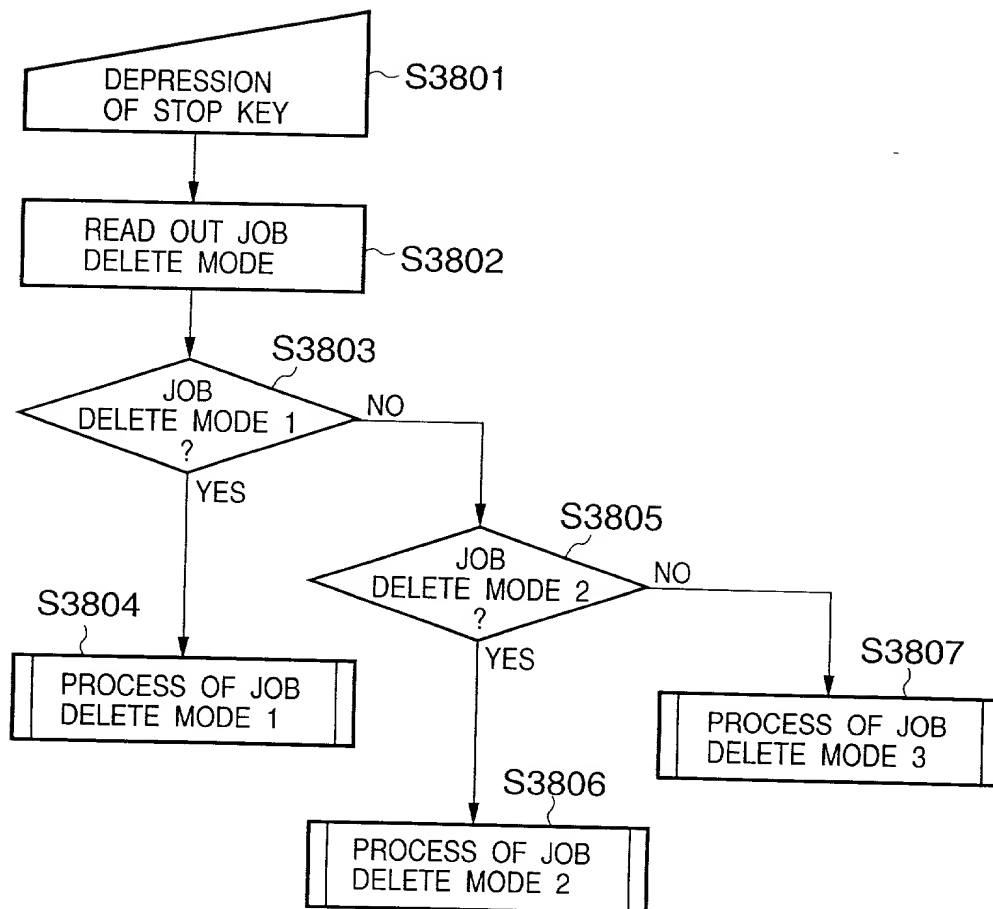 DEPRESSION
OF STOP KEY
S3801
READ OUT JOB
DELETE MODE
S3802
S3803
JOB
DELETE MODE 1
?
NO
YES
S3805
JOB
DELETE MODE 2
?
NO
YES
S3804
PROCESS OF JOB
DELETE MODE 1
S3807
PROCESS OF JOB
DELETE MODE 3
S3806
PROCESS OF JOB
DELETE MODE 2